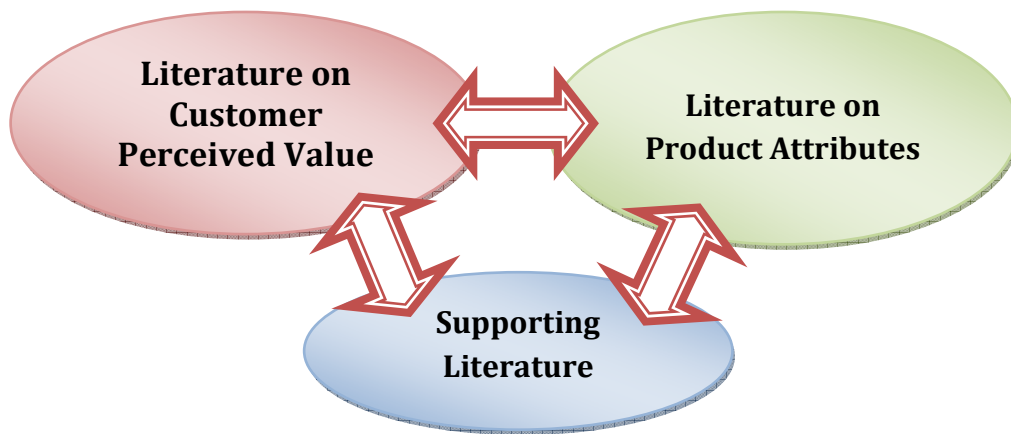 Literature on
Customer
Perceived Value
Literature on
Product Attributes
Supporting
Literature